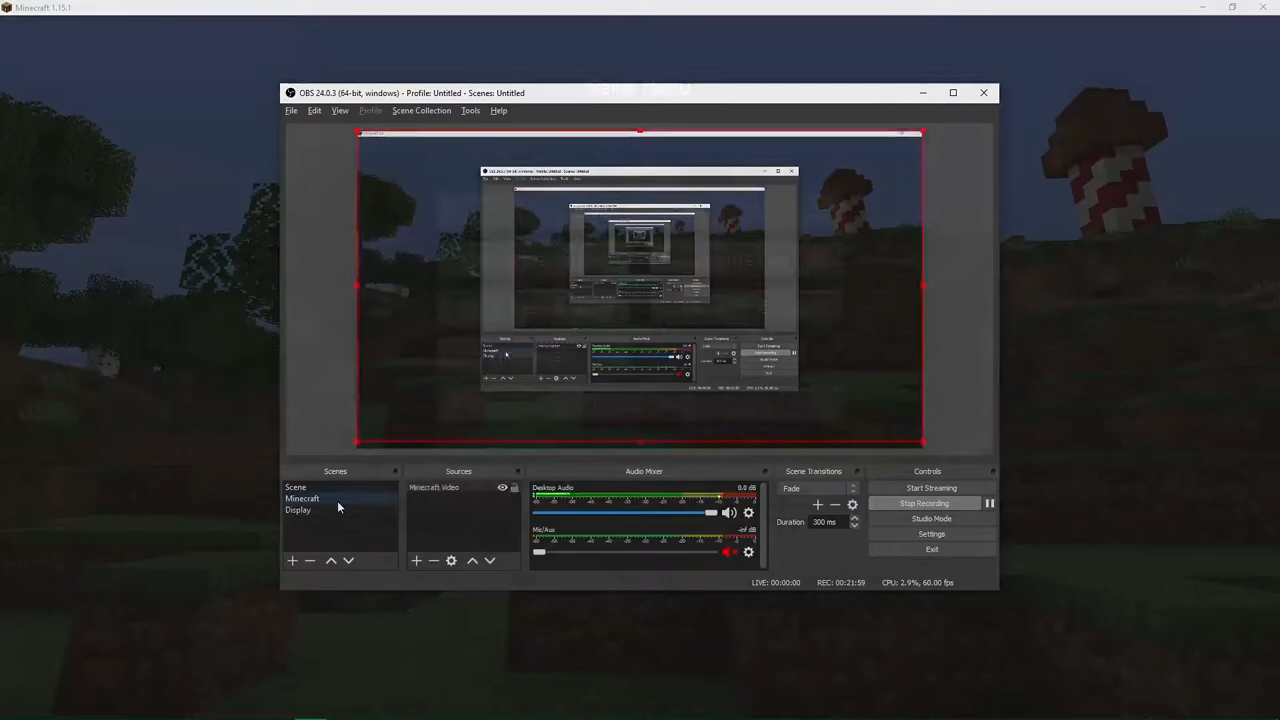 Minecraft 1.15.1
OBS 24.0.3 (64-bit, windows) - Profile: Untitled - Scenes: Untitled
File Edit View Profile Scene Collection Tools Help
Scenes Sources Audio Mixer Scene Transitions Controls
Scene
Minecraft
Display
Minecraft Video
Desktop Audio 0.0 dB
Mic/Aux -inf dB
Fade
Duration 300 ms
Start Streaming
Stop Recording
Studio Mode
Settings
Exit
LIVE: 00:00:00 REC: 00:21:59 CPU: 2.9%, 60.00 fps